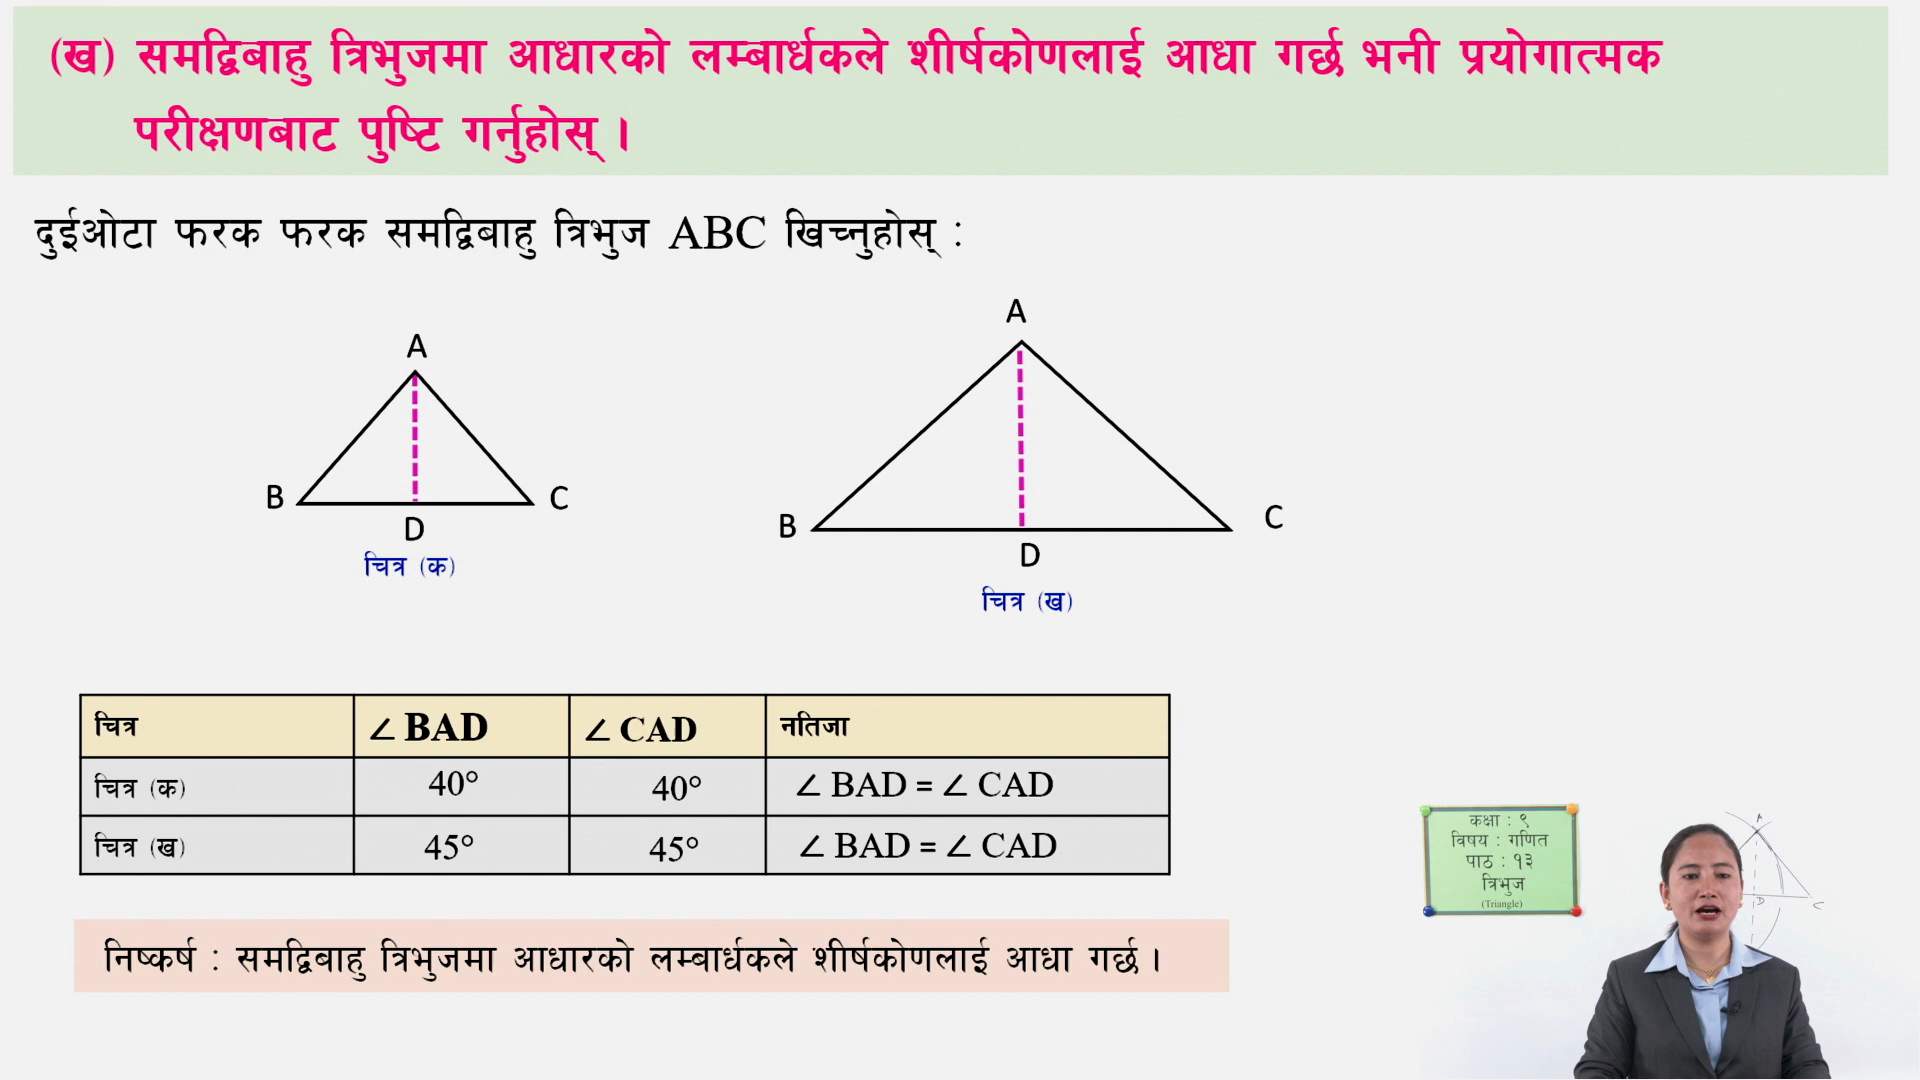 (ख) समद्विबाहु त्रिभुजमा आधारको लम्बार्धकले शीर्षकोणलाई आधा गर्छ भनी प्रयोगात्मक
परीक्षणबाट पुष्टि गर्नुहोस् ।
दुईओटा फरक फरक समद्विबाहु त्रिभुज ABC खिच्नुहोस् :
A
B
C
D
चित्र (क)
A
B
C
D
चित्र (ख)
चित्र ∠ BAD ∠ CAD नतिजा
चित्र (क) 40° 40° ∠ BAD = ∠ CAD
चित्र (ख) 45° 45° ∠ BAD = ∠ CAD
निष्कर्ष : समद्विबाहु त्रिभुजमा आधारको लम्बार्धकले शीर्षकोणलाई आधा गर्छ ।
कक्षा : ९
विषय : गणित
पाठ : १३
त्रिभुज
(Triangle)
A
D
C